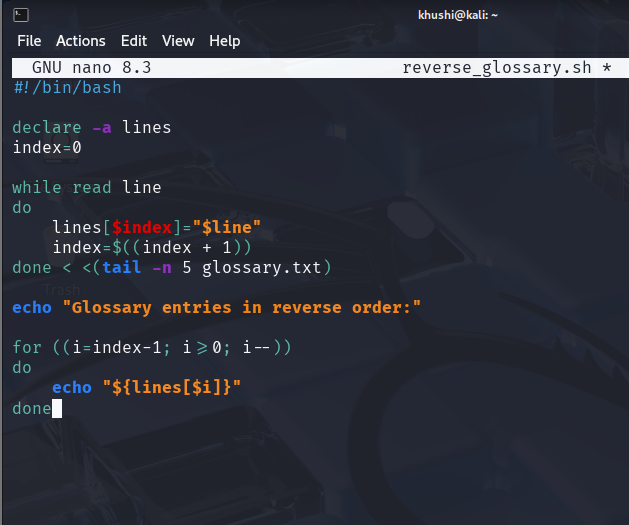 khushi@kali: ~
File Actions Edit View Help
GNU nano 8.3 reverse_glossary.sh *
#!/bin/bash
declare -a lines
index=0
while read line
do
    lines[$index]="$line"
    index=$((index + 1))
done < <(tail -n 5 glossary.txt)
Trash
echo "Glossary entries in reverse order:"
for ((i=index-1; i>=0; i--))
do
    echo "${lines[$i]}"
done